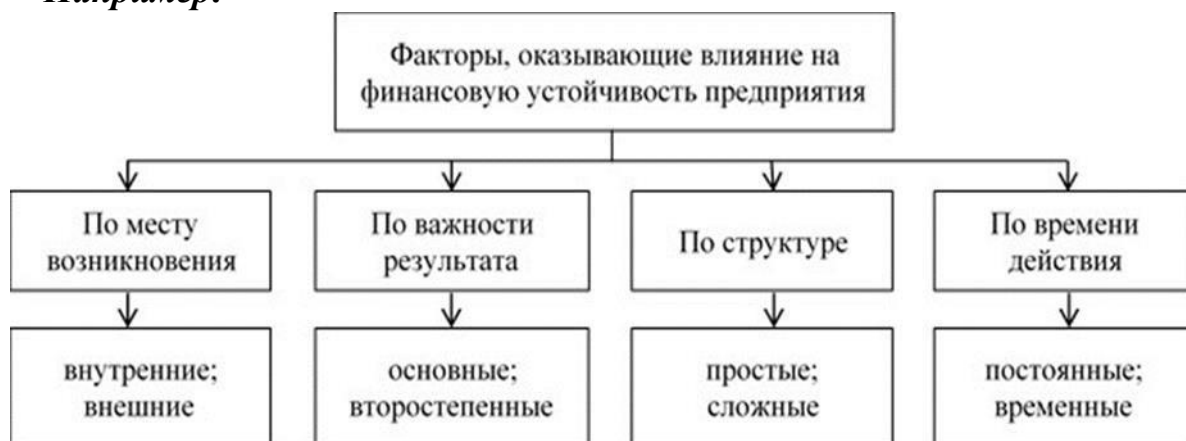 Например:
Факторы, оказывающие влияние на
финансовую устойчивость предприятия
По месту
возникновения
По важности
результата
По структуре
По времени
действия
внутренние;
внешние
основные;
второстепенные
простые;
сложные
постоянные;
временные